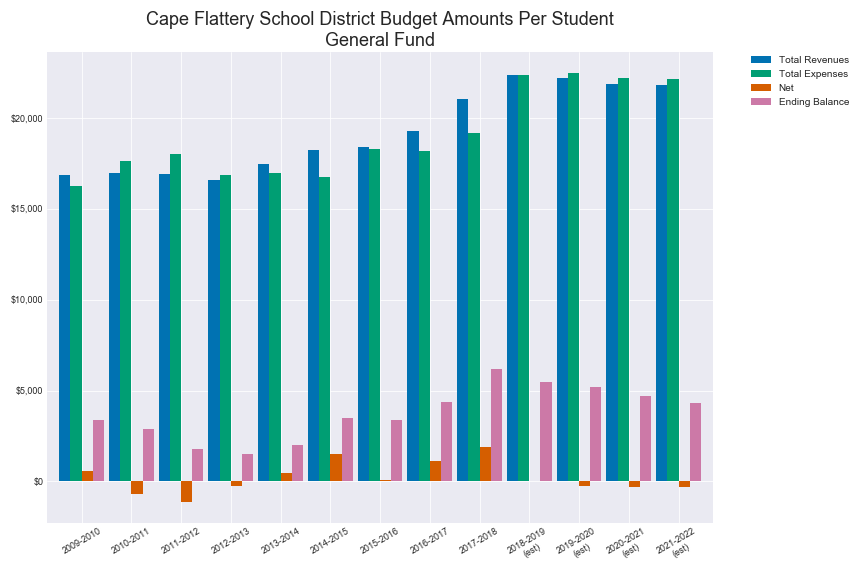 Cape Flattery School District Budget Amounts Per Student
General Fund
Total Revenues
Total Expenses
Net
Ending Balance
$20,000
$15,000
$10,000
$5,000
$0
2009-2010
2010-2011
2011-2012
2012-2013
2013-2014
2014-2015
2015-2016
2016-2017
2017-2018
2018-2019
(est)
2019-2020
(est)
2020-2021
(est)
2021-2022
(est)